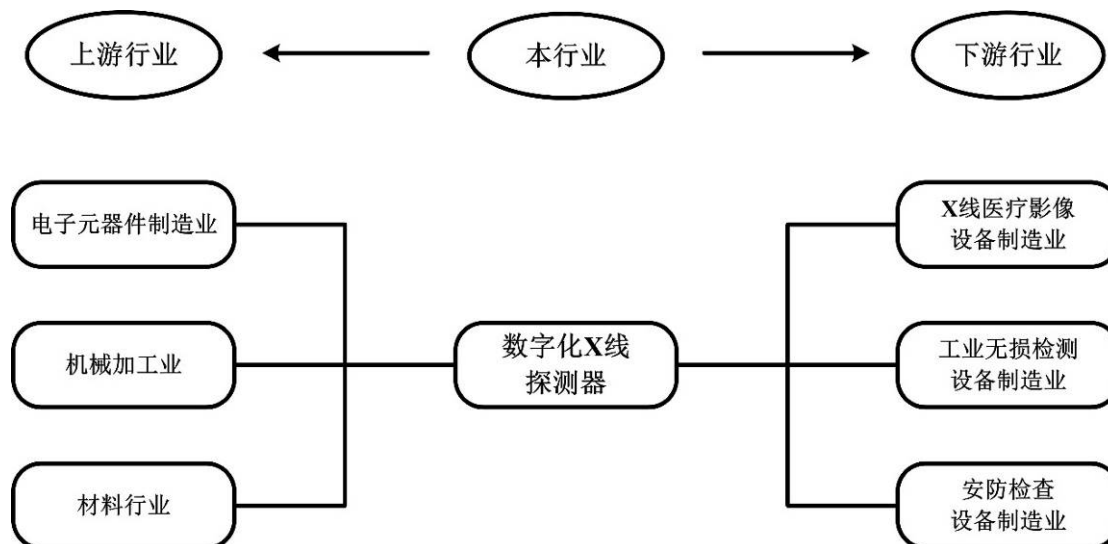 上游行业
本行业
下游行业
电子元器件制造业
机械加工业
材料行业
数字化X线
探测器
X线医疗影像
设备制造业
工业无损检测
设备制造业
安防检查
设备制造业